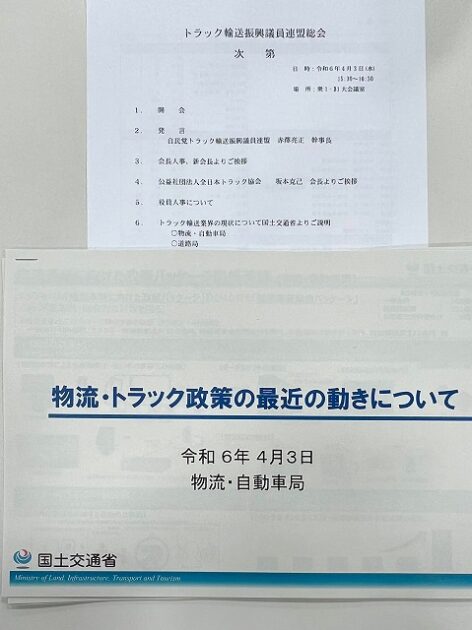 トラック輸送振興議員連盟総会
次 第
日 時：令和６年４月３日(水)
15:30～16:30
場 所：衆１-Ｂ１大会議室
１． 開 会
２． 発 言
自民党トラック輸送振興議員連盟 赤澤亮正 幹事長
３． 会長人事、新会長よりご挨拶
４． 公益社団法人全日本トラック協会 坂本克己 会長よりご挨拶
５． 役員人事について
６． トラック輸送業界の現状について国土交通省よりご説明
○物流・自動車局
○道路局
物流・トラック政策の最近の動きについて
令和 6年 4月3日
物流・自動車局
国土交通省
Ministry of Land, Infrastructure, Transport and Tourism